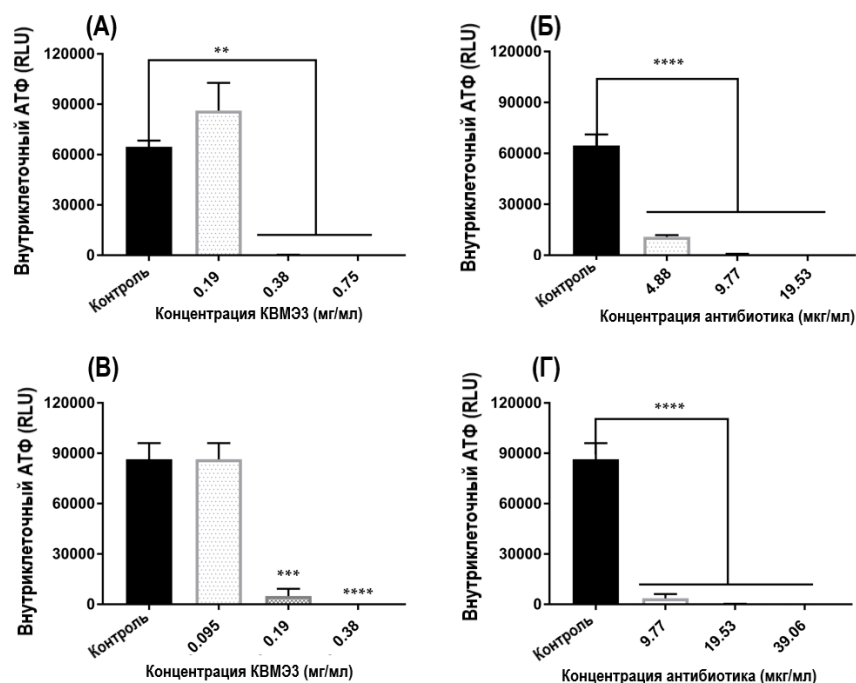 (А)
Внутриклеточный АТФ (RLU)
120000
90000
60000
30000
0
**
Контроль
0.19
0.38
0.75
Концентрация КВМЭ3 (мг/мл)
(Б)
Внутриклеточный АТФ (RLU)
120000
90000
60000
30000
0
****
Контроль
4.88
9.77
19.53
Концентрация антибиотика (мкг/мл)
(В)
Внутриклеточный АТФ (RLU)
120000
90000
60000
30000
0
***
****
Контроль
0.095
0.19
0.38
Концентрация КВМЭ3 (мг/мл)
(Г)
Внутриклеточный АТФ (RLU)
120000
90000
60000
30000
0
****
Контроль
9.77
19.53
39.06
Концентрация антибиотика (мкг/мл)